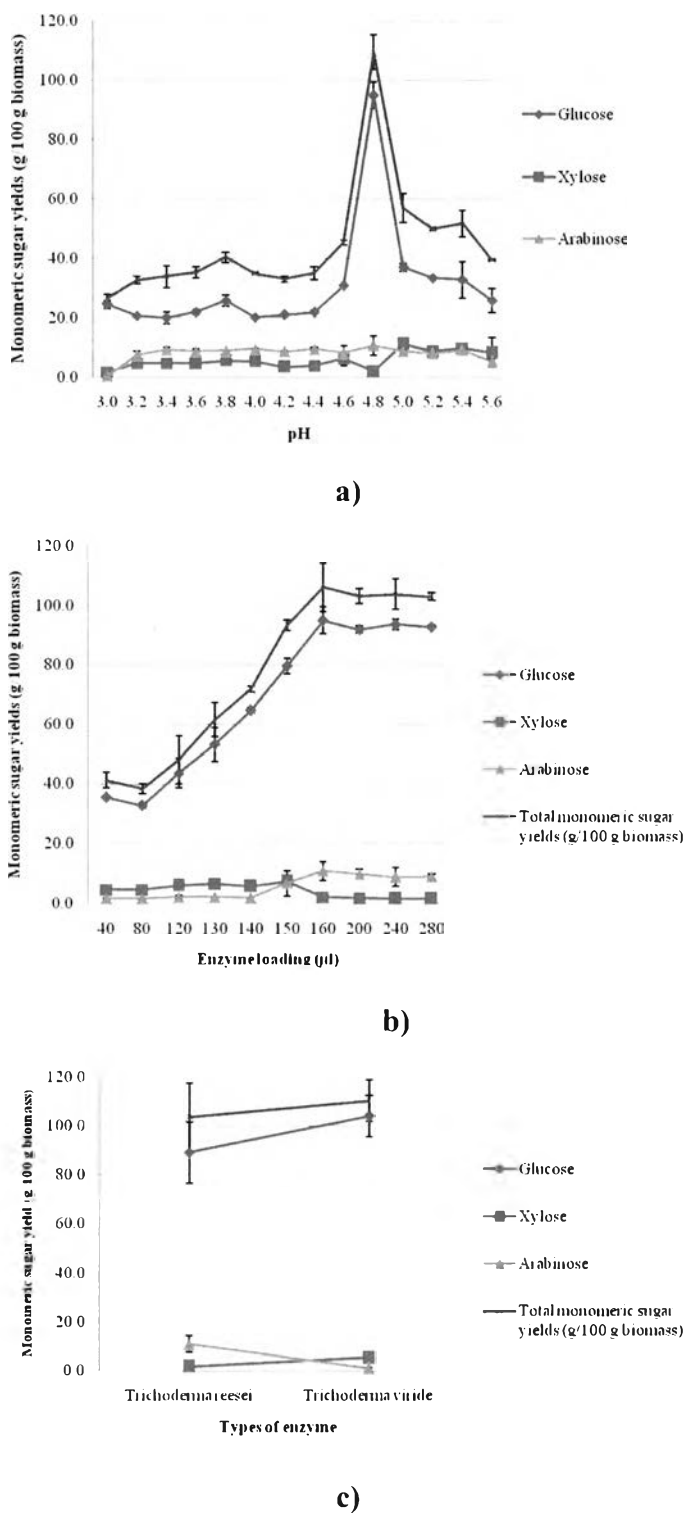 Monomeric sugar yields (g/100 g biomass)
120.0
100.0
80.0
60.0
40.0
20.0
0.0
3.0 3.2 3.4 3.6 3.8 4.0 4.2 4.4 4.6 4.8 5.0 5.2 5.4 5.6
pH
Glucose
Xylose
Arabinose
a)
Monomeric sugar yields (g/100 g biomass)
120.0
100.0
80.0
60.0
40.0
20.0
0.0
40 80 120 130 140 150 160 200 240 280
Enzyme loading (µl)
Glucose
Xylose
Arabinose
Total monomeric sugar
yields (g/100 g biomass)
b)
Monomeric sugar yield (g/100 g biomass)
120.0
100.0
80.0
60.0
40.0
20.0
0.0
Trichoderma reesei Trichoderma viride
Types of enzyme
Glucose
Xylose
Arabinose
Total monomeric sugar
yields (g/100 g biomass)
c)